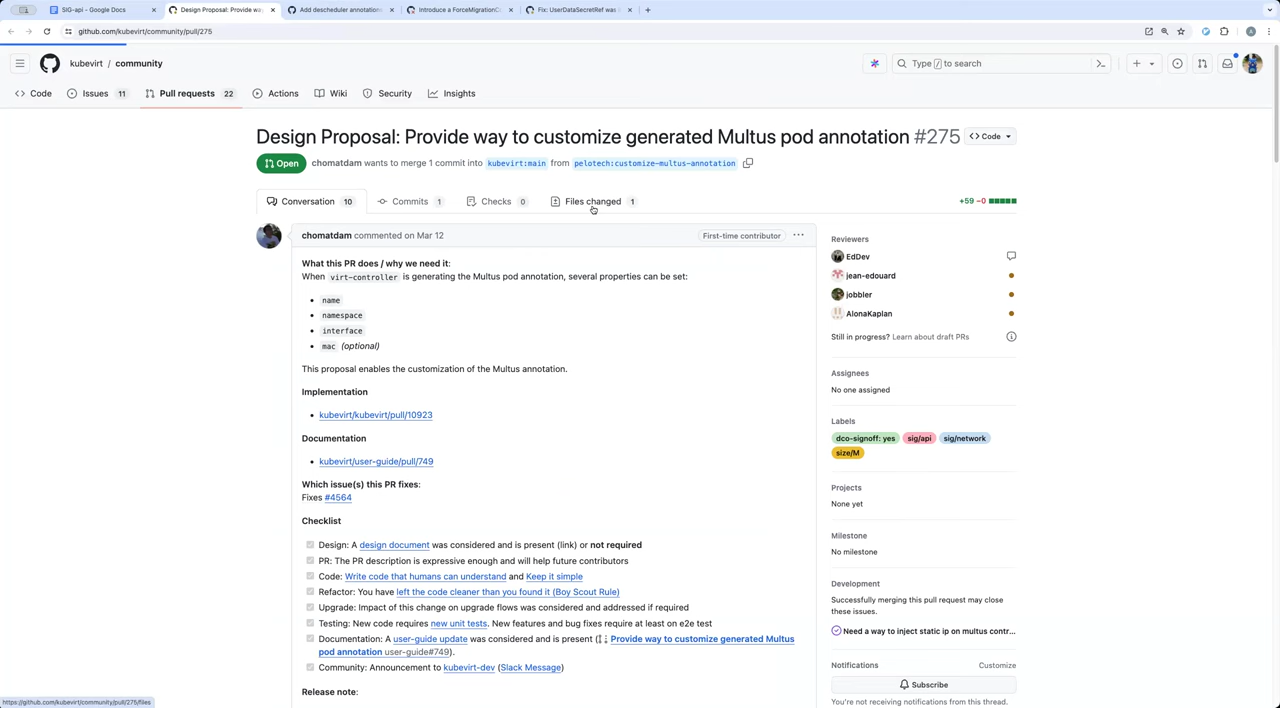 SIG-api - Google Docs
Design Proposal: Provide way
Add descheduler annotation
Introduce a ForceMigrationC
Fix: UserDataSecretRef was
github.com/kubevirt/community/pull/275
kubevirt / community
Type / to search
Code
Issues 11
Pull requests 22
Actions
Wiki
Security
Insights
Design Proposal: Provide way to customize generated Multus pod annotation #275
Code
Open chomatdam wants to merge 1 commit into kubevirt:main from pelotech:customize-multus-annotation
Conversation 10
Commits 1
Checks 0
Files changed 1
+59 −0
chomatdam commented on Mar 12
First-time contributor
What this PR does / why we need it:
When virt-controller is generating the Multus pod annotation, several properties can be set:
• name
• namespace
• interface
• mac (optional)
This proposal enables the customization of the Multus annotation.
Implementation
• kubevirt/kubevirt/pull/10923
Documentation
• kubevirt/user-guide/pull/749
Which issue(s) this PR fixes:
Fixes #4564
Checklist
Design: A design document was considered and is present (link) or not required
PR: The PR description is expressive enough and will help future contributors
Code: Write code that humans can understand and Keep it simple
Refactor: You have left the code cleaner than you found it (Boy Scout Rule)
Upgrade: Impact of this change on upgrade flows was considered and addressed if required
Testing: New code requires new unit tests. New features and bug fixes require at least on e2e test
Documentation: A user-guide update was considered and is present (Provide way to customize generated Multus
pod annotation user-guide#749).
Community: Announcement to kubevirt-dev (Slack Message)
Release note:
Reviewers
EdDev
jean-edouard
jobbler
AlonaKaplan
Still in progress? Learn about draft PRs
Assignees
No one assigned
Labels
dco-signoff: yes
sig/api
sig/network
size/M
Projects
None yet
Milestone
No milestone
Development
Successfully merging this pull request may close
these issues.
Need a way to inject static ip on multus contr...
Notifications
Customize
Subscribe
You're not receiving notifications from this thread.
https://github.com/kubevirt/community/pull/275/files